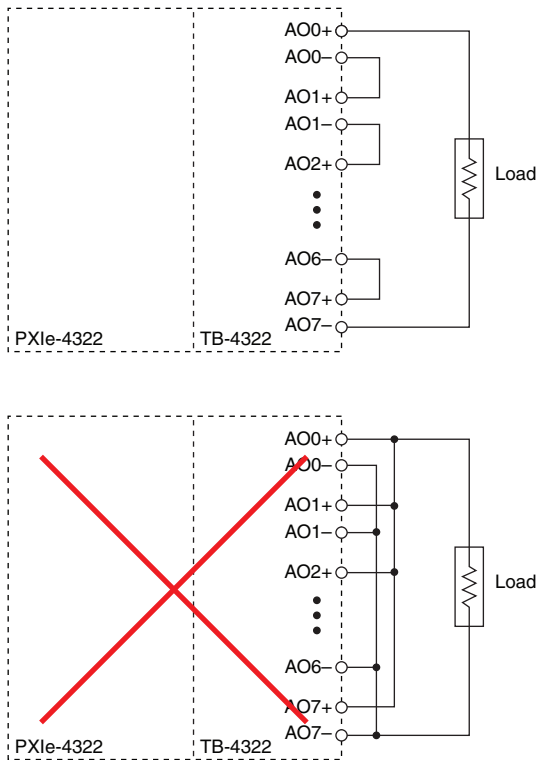 AO0+
AO0–
AO1+
AO1–
AO2+
Load
AO6–
AO7+
AO7–
PXIe-4322
TB-4322
AO0+
AO0–
AO1+
AO1–
AO2+
Load
AO6–
AO7+
AO7–
PXIe-4322
TB-4322